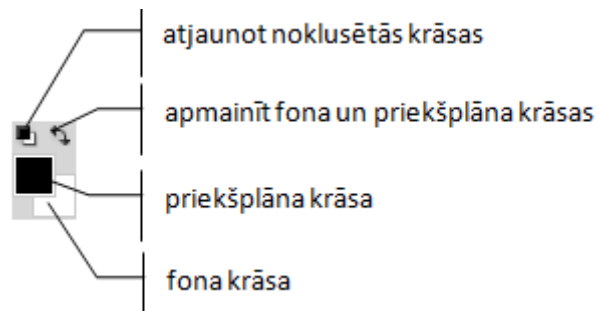 atjaunot noklusētās krāsas
apmainīt fona un priekšplāna krāsas
priekšplāna krāsa
fona krāsa